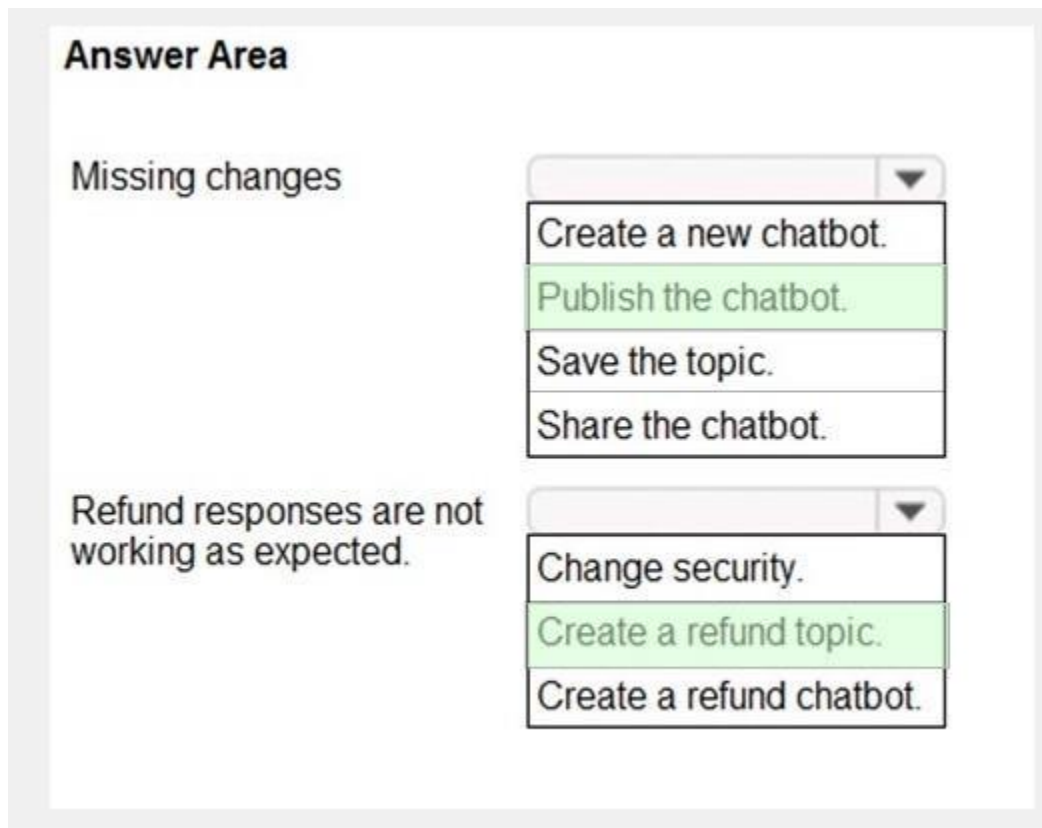 Answer Area
Missing changes
Create a new chatbot.
Publish the chatbot.
Save the topic.
Share the chatbot.
Refund responses are not
working as expected.
Change security.
Create a refund topic.
Create a refund chatbot.